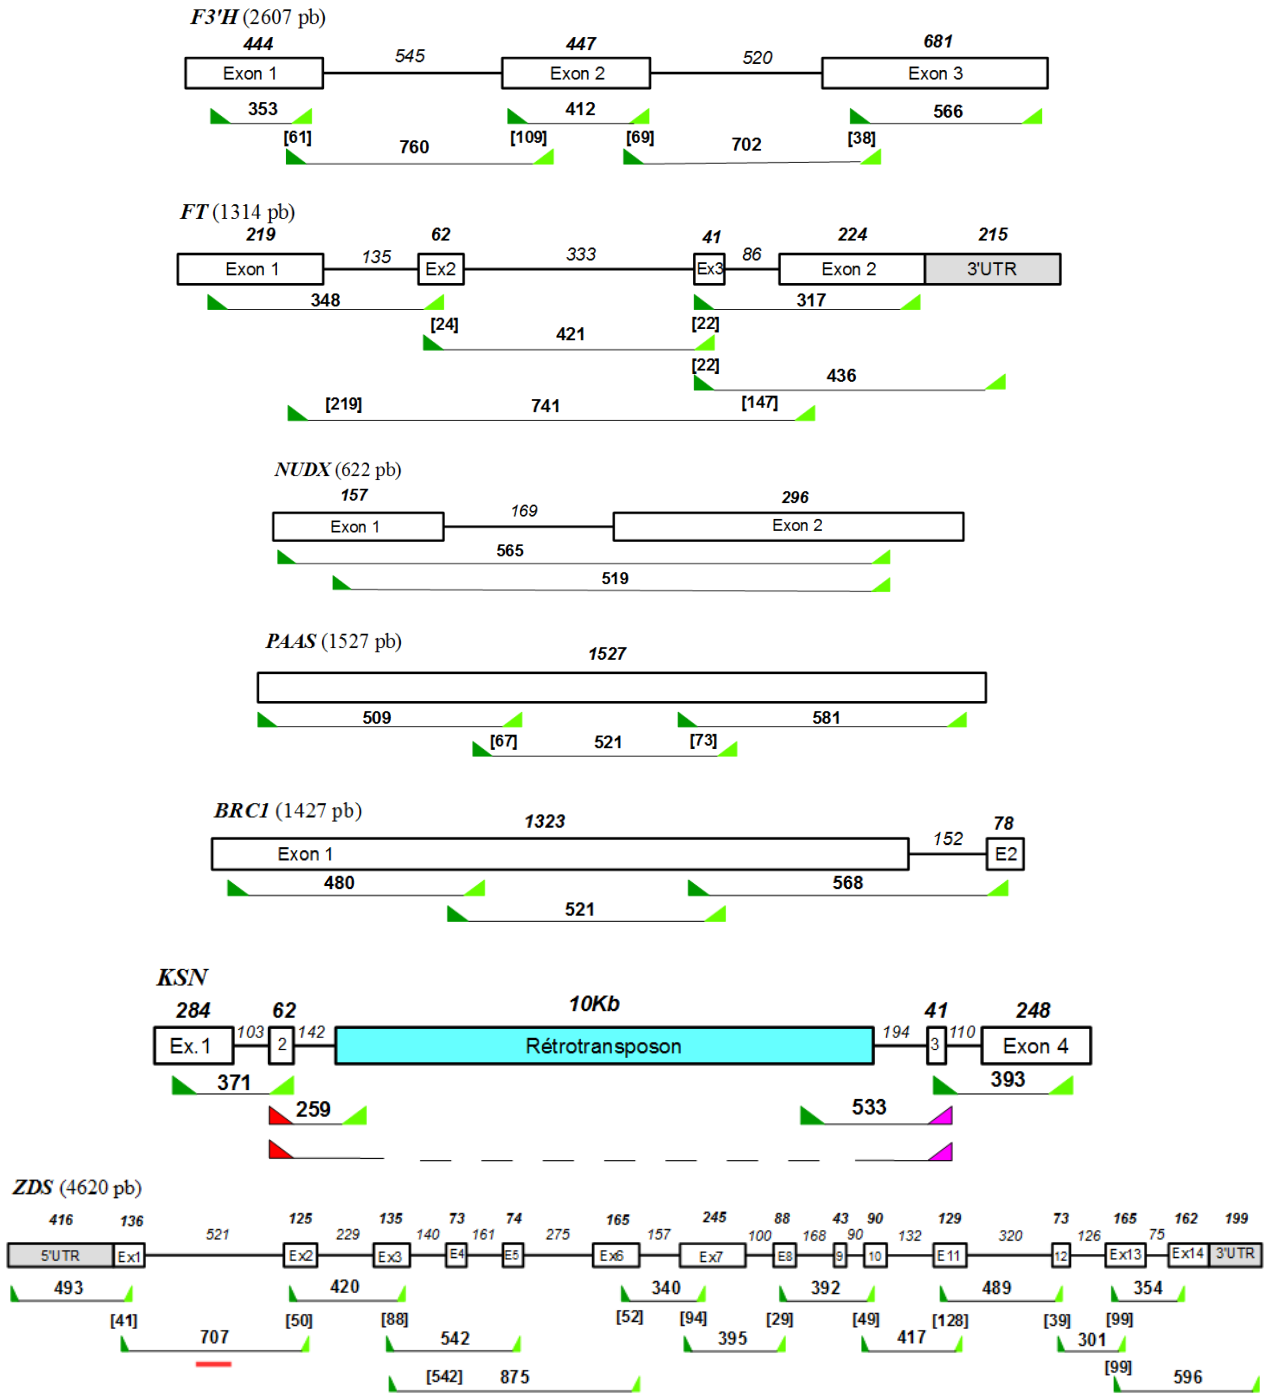 F3'H (2607 pb)
444 545 447 520 681
Exon 1 Exon 2 Exon 3
353 412 566
[61] 760 [109] [69] 702 [38]
FT (1314 pb)
219 135 62 333 41 86 224 215
Exon 1 Ex2 Ex3 Exon 2 3'UTR
348 317
[24] 421 [22]
[22] 436
[219] 741 [147]
NUDX (622 pb)
157 169 296
Exon 1 Exon 2
565
519
PAAS (1527 pb)
1527
509 581
[67] 521 [73]
BRC1 (1427 pb)
1323 152 78
Exon 1 E2
480 568
521
KSN
284 103 62 142 10Kb 194 41 110 248
Ex.1 2 Rétrotransposon 3 Exon 4
371 393
259 533
ZDS (4620 pb)
416 136 521 125 229 135 140 73 161 74 275 165 157 245 100 88 168 43 90 90 132 129 320 73 126 165 75 162 199
5'UTR Ex1 Ex2 Ex3 E4 E5 Ex6 Ex7 E8 9 10 E11 12 Ex13 Ex14 3'UTR
493 420 340 392 489 354
[41] 707 [50] [88] 542 [52] [94] 395 [29] [49] 417 [128] [39] 301 [99]
[542] 875 [99] 596